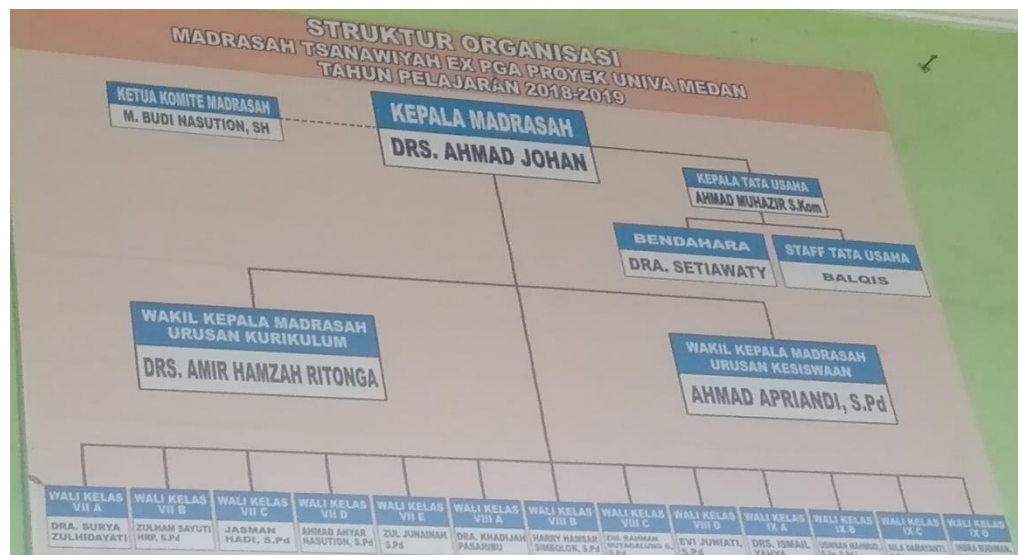 STRUKTUR ORGANISASI
MADRASAH TSANAWIYAH EX PGA PROYEK UNIVA MEDAN
TAHUN PELAJARAN 2018-2019
KETUA KOMITE MADRASAH
M. BUDI NASUTION, SH
KEPALA MADRASAH
DRS. AHMAD JOHAN
KEPALA TATA USAHA
AHMAD MUHAZIR S.Kom
BENDAHARA
DRA. SETIAWATY
STAFF TATA USAHA
BALQIS
WAKIL KEPALA MADRASAH
URUSAN KURIKULUM
DRS. AMIR HAMZAH RITONGA
WAKIL KEPALA MADRASAH
URUSAN KESISWAAN
AHMAD APRIANDI, S.Pd
WALI KELAS
VII A
DRA. SURYA
ZULHIDAYATI
WALI KELAS
VII B
ZULHAM SAYUTI
HRP, S.Pd
WALI KELAS
VII C
JASMAN
HADI, S.Pd
WALI KELAS
VII D
AHMAD AHYAR
NASUTION, S.Pd
WALI KELAS
VII E
ZUL JUNAINAH
S.Pd
WALI KELAS
VIII A
DRA. KHADIJAH
PASARIBU
WALI KELAS
VIII B
HARRY HAMSAR
SIMBOLON, S.Pd
WALI KELAS
VIII C
RAHMAN
WALI KELAS
VIII D
EVI JUNIATI,
S.Pd
WALI KELAS
IX A
DRS. ISMAIL
YAHYA
WALI KELAS
IX B
WALI KELAS
IX C
WALI KELAS
IX D